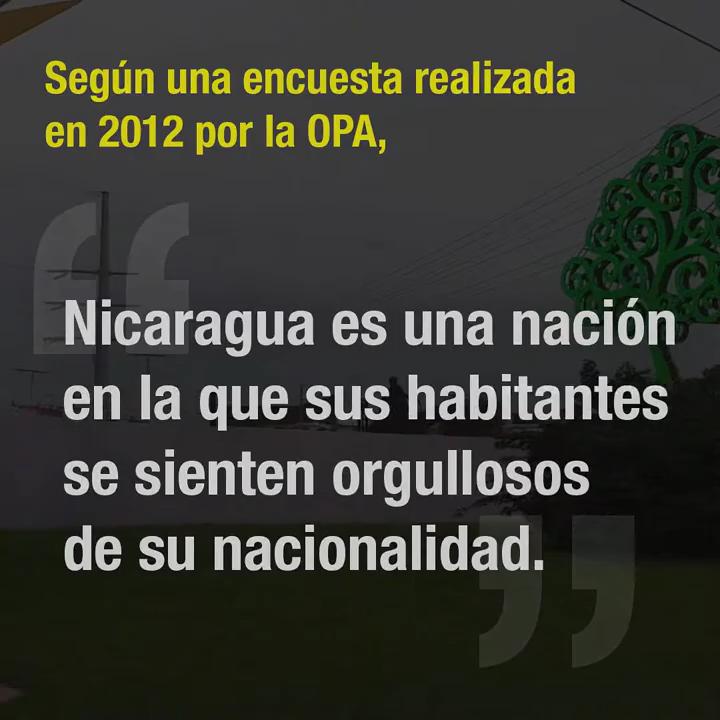 Según una encuesta realizada
en 2012 por la OPA,
Nicaragua es una nación
en la que sus habitantes
se sienten orgullosos
de su nacionalidad.